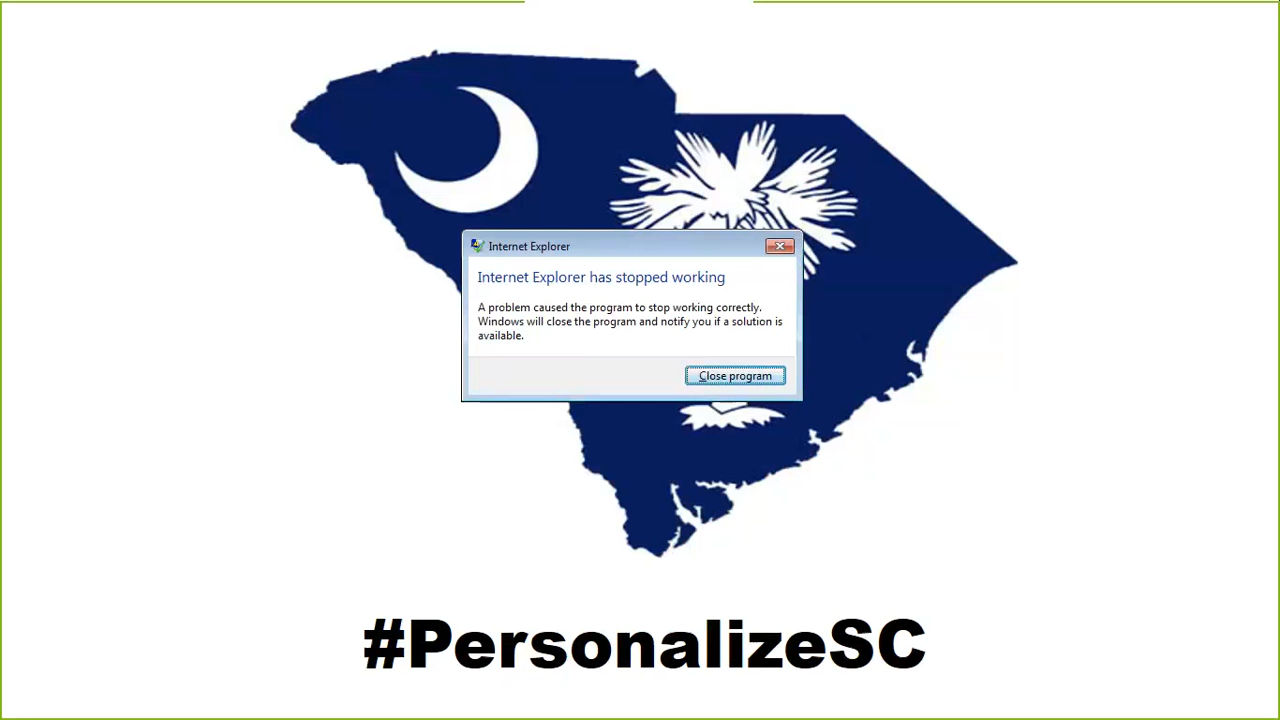 Internet Explorer
Internet Explorer has stopped working
A problem caused the program to stop working correctly.
Windows will close the program and notify you if a solution is
available.
Close program
#PersonalizeSC